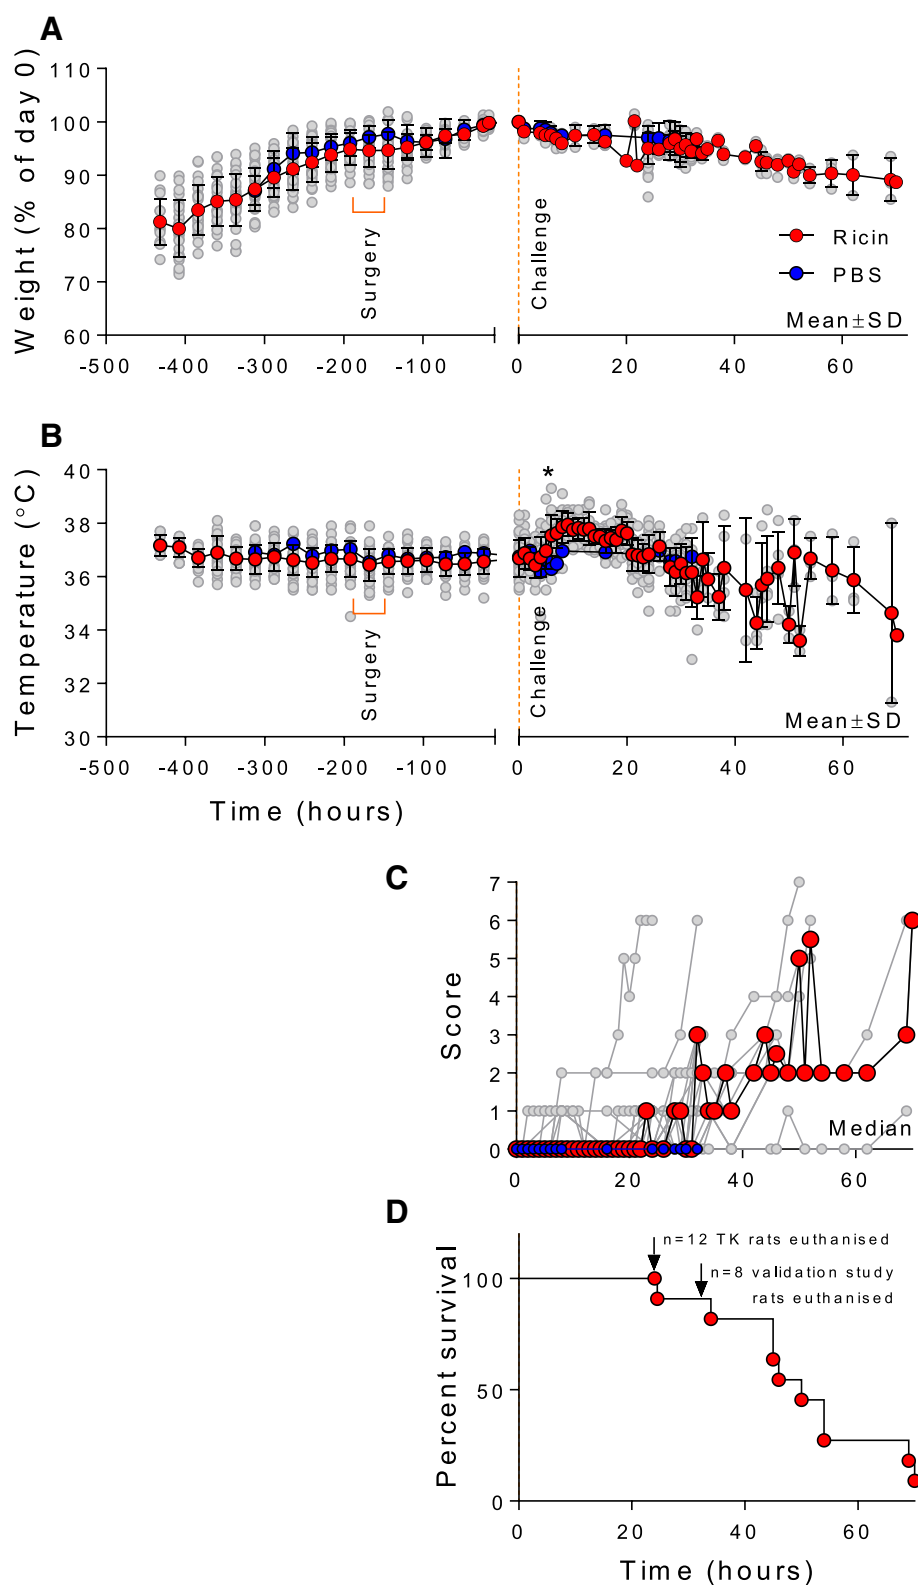 A
Weight (% of day 0)
110
100
90
80
70
60
Surgery
Challenge
Ricin
PBS
Mean±SD
-500
-400
-300
-200
-100
0
20
40
60
B
Temperature (°C)
40
38
36
34
32
30
*
Surgery
Challenge
Mean±SD
-500
-400
-300
-200
-100
0
20
40
60
Time (hours)
C
Score
7
6
5
4
3
2
1
0
Median
0
20
40
60
D
Percent survival
n=12 TK rats euthanised
n=8 validation study
rats euthanised
100
50
0
0
20
40
60
Time (hours)